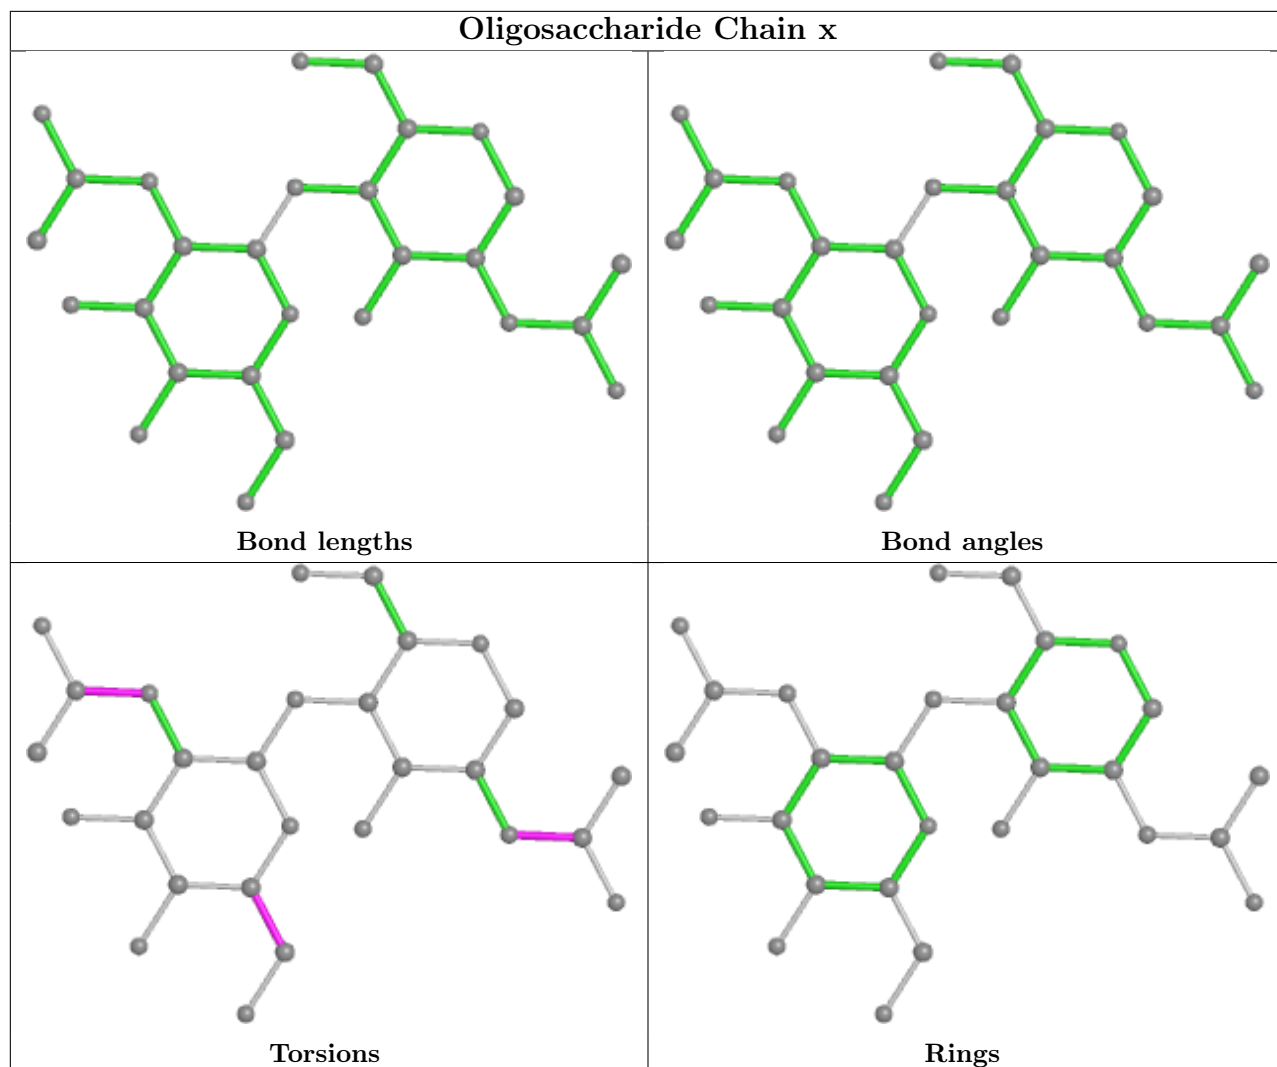 Oligosaccharide Chain x
Bond lengths
Bond angles
Torsions
Rings